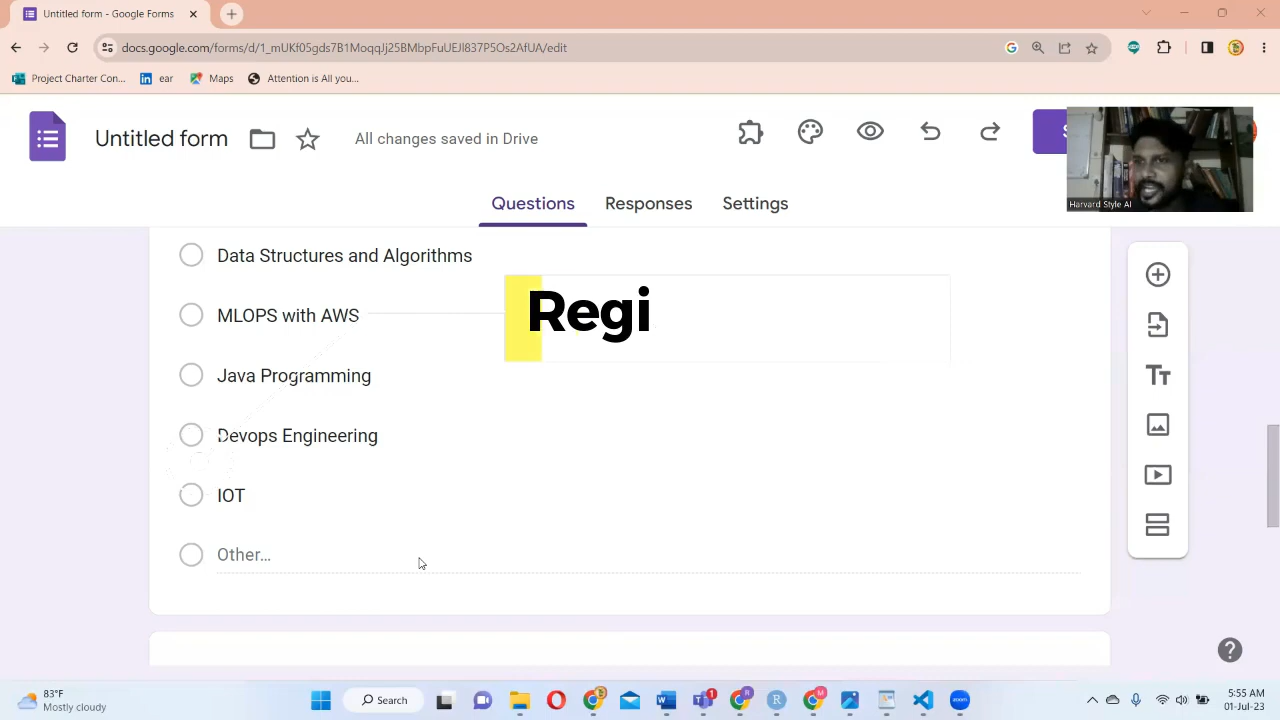 Untitled form - Google Forms
docs.google.com/forms/d/1_mUKf05gds7B1MoqqJj25BMbpFuUEJl837P5Os2AfUA/edit
Project Charter Con...
in ear
Maps
Attention is All you...
Untitled form
All changes saved in Drive
Questions
Responses
Settings
Harvard Style AI
Data Structures and Algorithms
Regi
MLOPS with AWS
Java Programming
Devops Engineering
IOT
Other...
83°F
Mostly cloudy
Search
5:55 AM
01-Jul-23